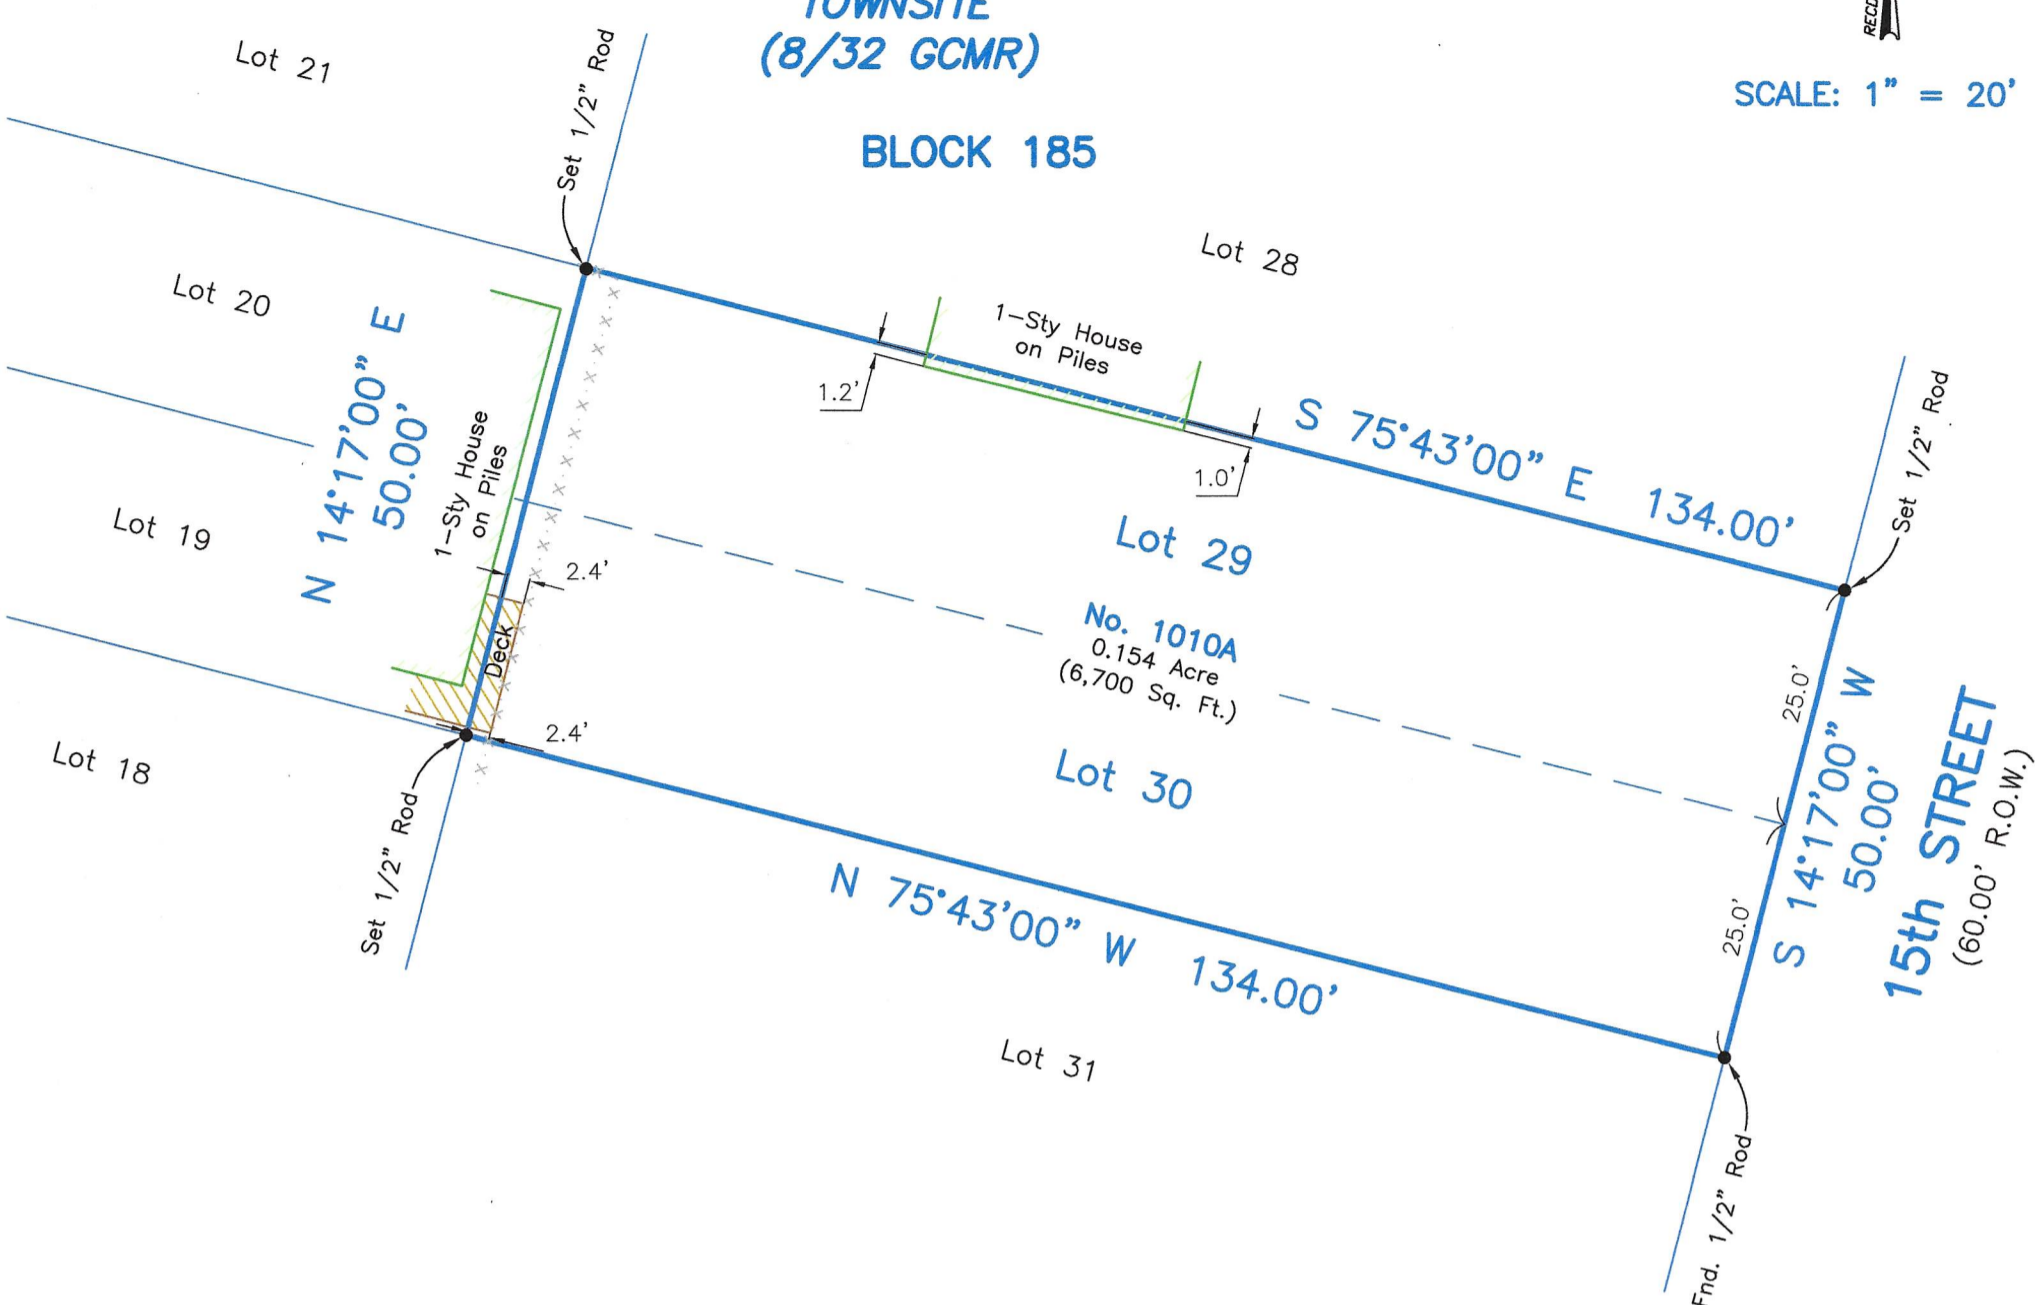 TOWNSITE
(8/32 GCMR)
RECD
SCALE: 1" = 20'
BLOCK 185
Lot 21
Set 1/2" Rod
Lot 28
Lot 20
1-Sty House
on Piles
1.2'
N 14°17'00" E
50.00'
1-Sty House
on Piles
S 75°43'00" E 134.00'
Set 1/2" Rod
1.0'
Lot 19
Lot 29
2.4'
No. 1010A
0.154 Acre
(6,700 Sq. Ft.)
Deck
25.0'
S 14°17'00" W
50.00'
15th STREET
(60.00' R.O.W.)
2.4'
Lot 18
Lot 30
Set 1/2" Rod
25.0'
N 75°43'00" W 134.00'
Lot 31
Fnd. 1/2" Rod